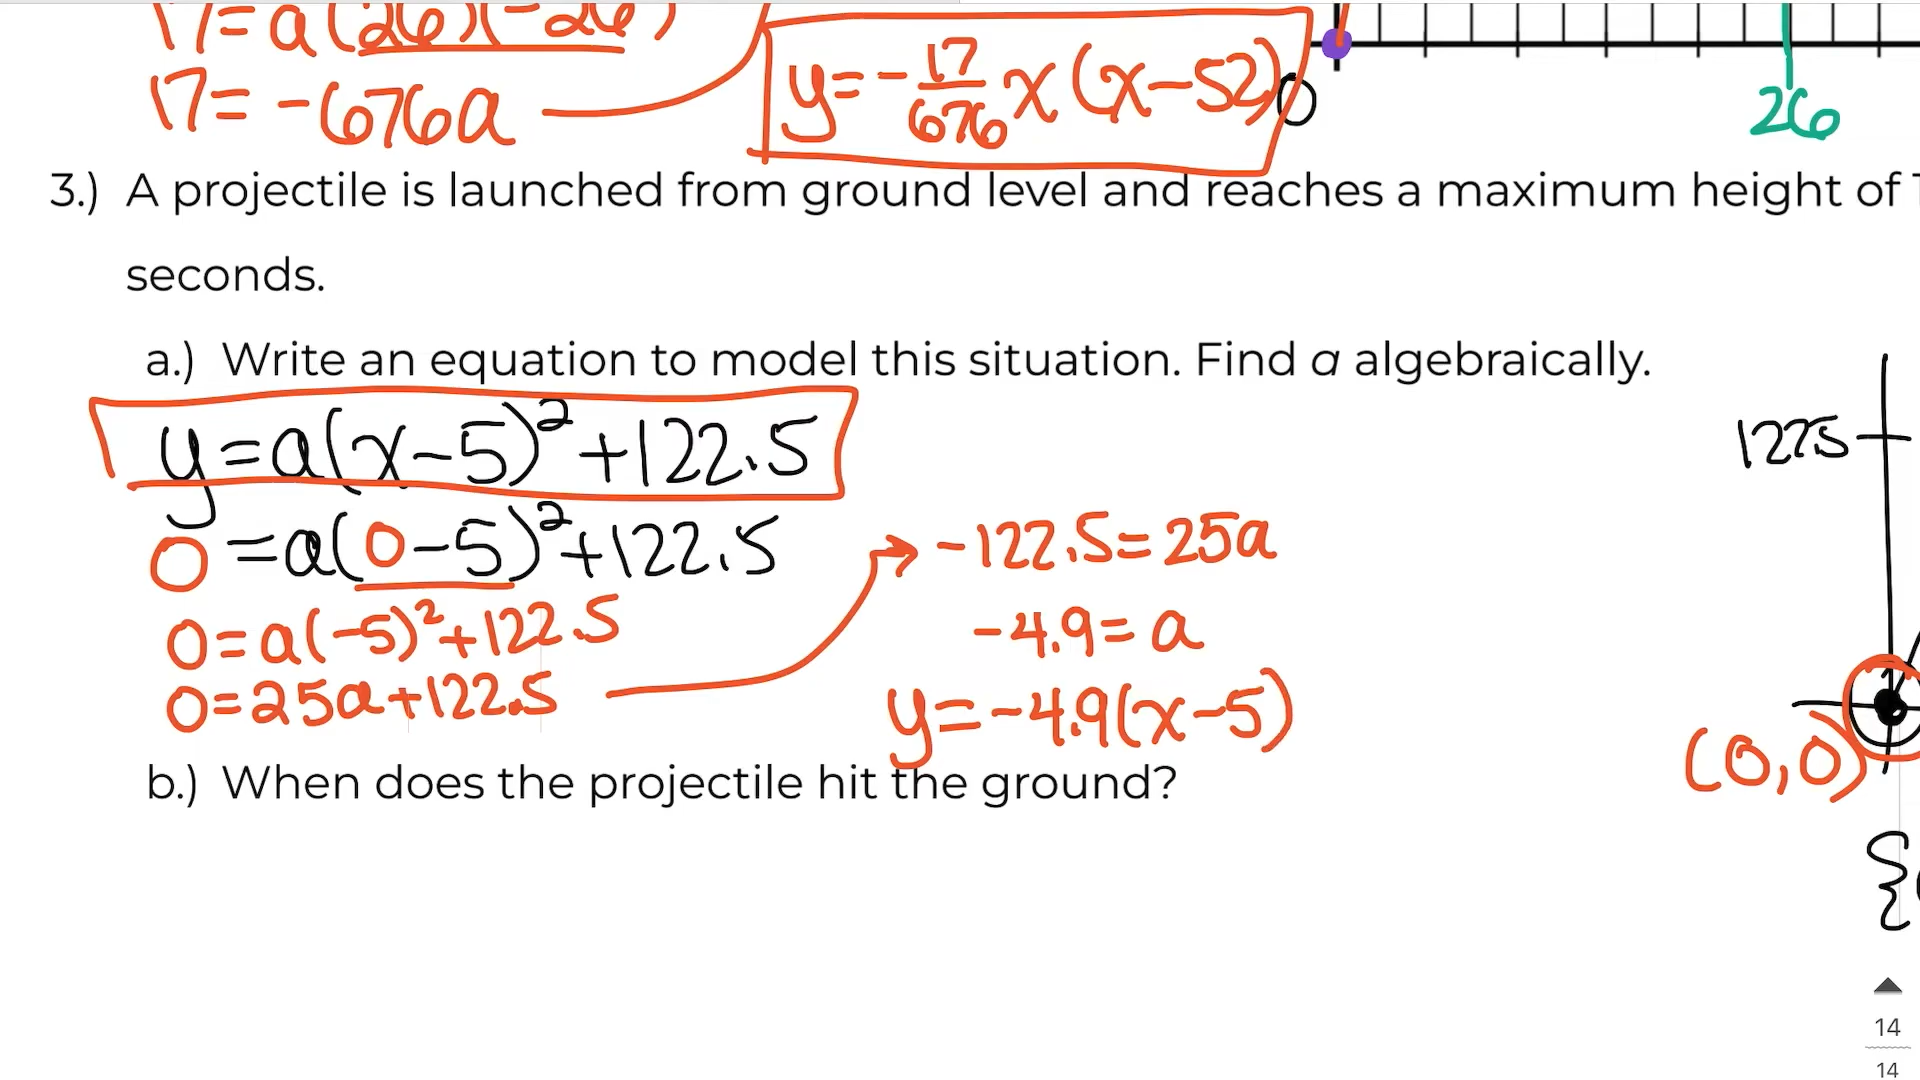 17=a(26)(-26)
17=-676a
y=-17/676x(x-52)
0
26
3.) A projectile is launched from ground level and reaches a maximum height of
seconds.
a.) Write an equation to model this situation. Find a algebraically.
y=a(x-5)²+122.5
0=a(0-5)²+122.5
0=a(-5)²+122.5
0=25a+122.5
-122.5=25a
-4.9=a
y=-4.9(x-5)
122.5
(0,0)
b.) When does the projectile hit the ground?
{
14
14